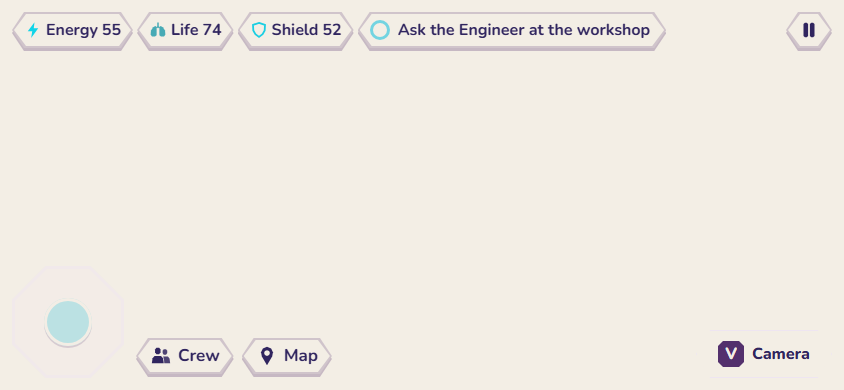 Energy 55
Life 74
Shield 52
Ask the Engineer at the workshop
Crew
Map
V
Camera